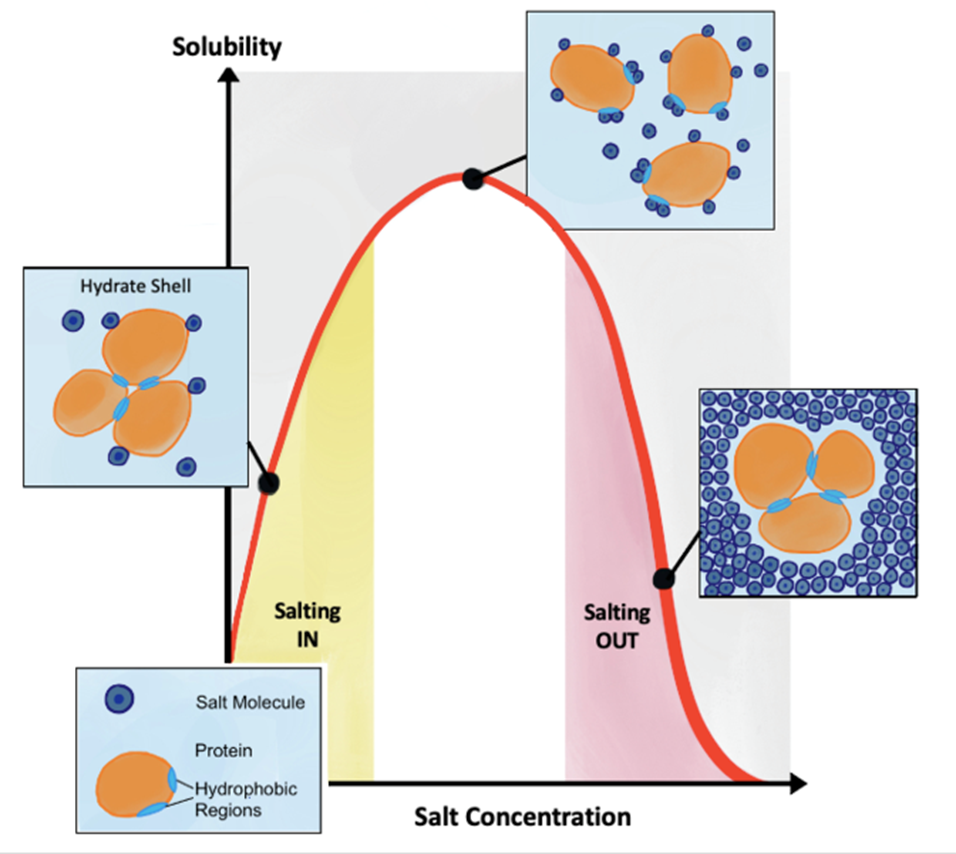 Solubility
Hydrate Shell
Salting
IN
Salting
OUT
Salt Molecule
Protein
Hydrophobic
Regions
Salt Concentration